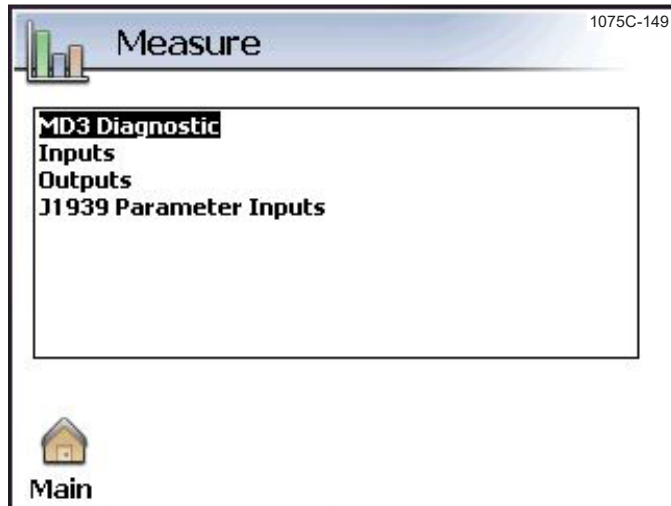 Measure
1075C-149
MD3 Diagnostic
Inputs
Outputs
J1939 Parameter Inputs
Main